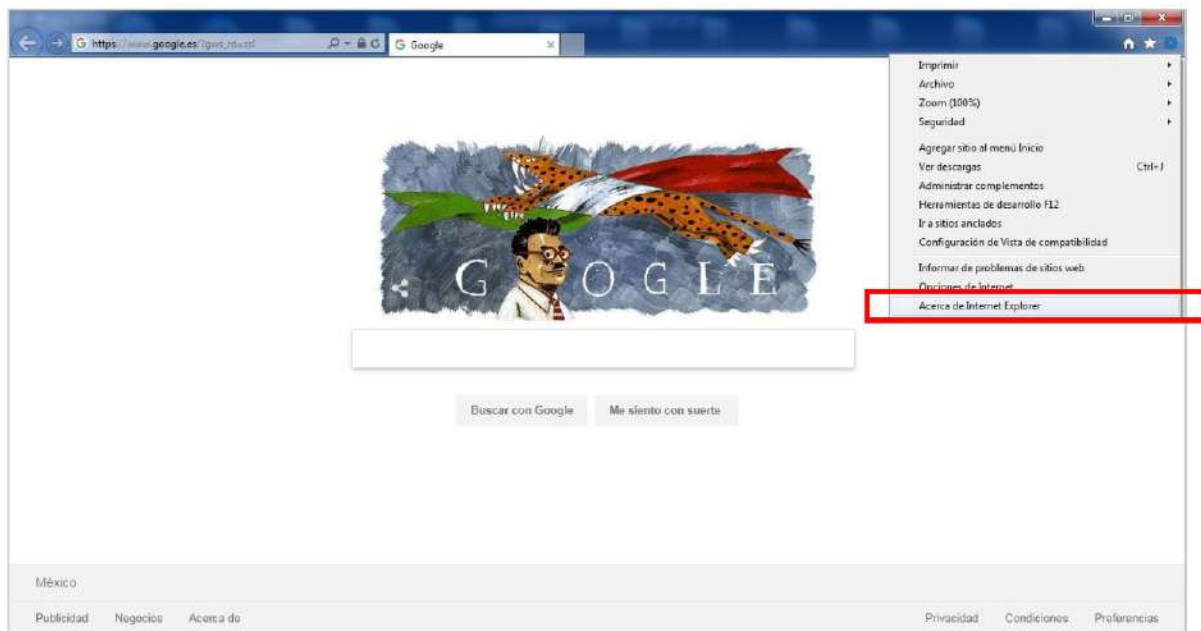 https://www.google.es/?gws_rd=ssl
Google
Imprimir
Archivo
Zoom (100%)
Seguridad
Agregar sitio al menú Inicio
Ver descargas Ctrl+J
Administrar complementos
Herramientas de desarrollo F12
Ir a sitios anclados
Configuración de Vista de compatibilidad
Informar de problemas de sitios web
Opciones de Internet
Acerca de Internet Explorer
GOOGLE
Buscar con Google Me siento con suerte
México
Publicidad Negocios Acerca de Privacidad Condiciones Preferencias